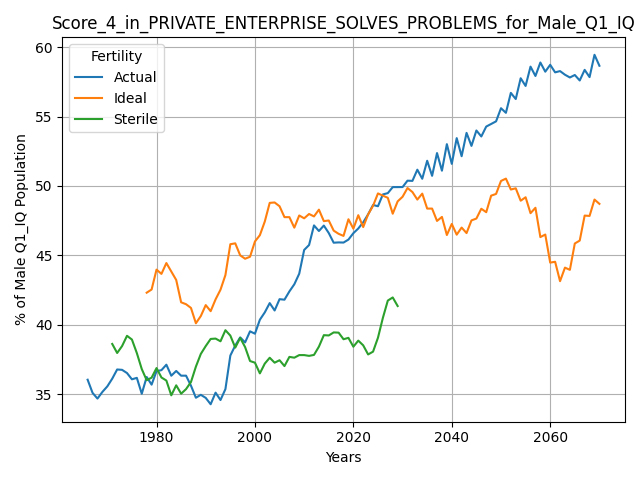 Score_4_in_PRIVATE_ENTERPRISE_SOLVES_PROBLEMS_for_Male_Q1_IQ
Fertility
Actual
Ideal
Sterile
60
55
50
45
40
35
% of Male Q1_IQ Population
1980
2000
2020
2040
2060
Years